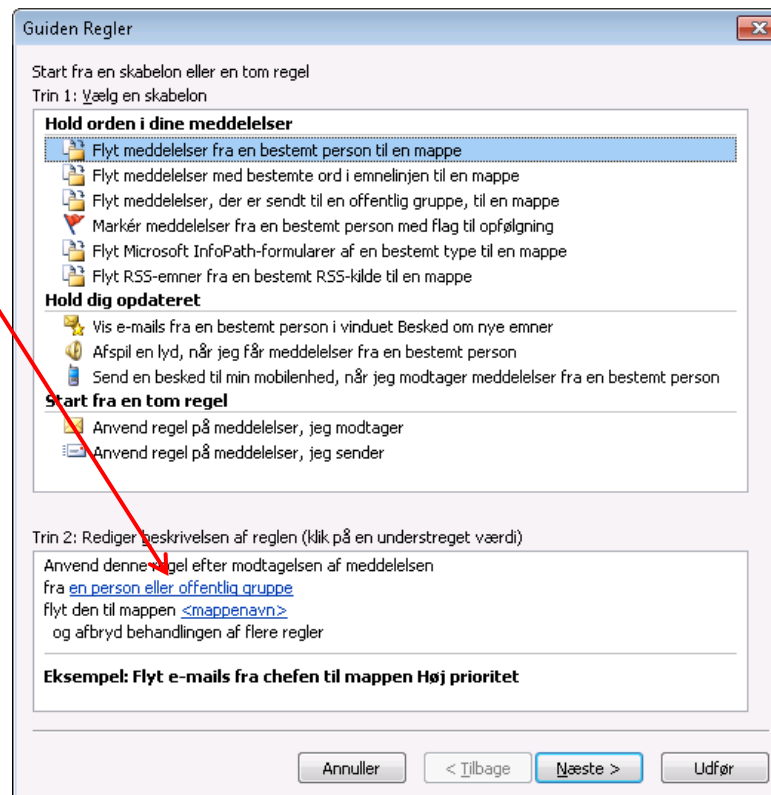 Guiden Regler
Start fra en skabelon eller en tom regel
Trin 1: Vælg en skabelon
Hold orden i dine meddelelser
Flyt meddelelser fra en bestemt person til en mappe
Flyt meddelelser med bestemte ord i emnelinjen til en mappe
Flyt meddelelser, der er sendt til en offentlig gruppe, til en mappe
Markér meddelelser fra en bestemt person med flag til opfølgning
Flyt Microsoft InfoPath-formularer af en bestemt type til en mappe
Flyt RSS-emner fra en bestemt RSS-kilde til en mappe
Hold dig opdateret
Vis e-mails fra en bestemt person i vinduet Besked om nye emner
Afspil en lyd, når jeg får meddelelser fra en bestemt person
Send en besked til min mobilenhed, når jeg modtager meddelelser fra en bestemt person
Start fra en tom regel
Anvend regel på meddelelser, jeg modtager
Anvend regel på meddelelser, jeg sender
Trin 2: Rediger beskrivelsen af reglen (klik på en understreget værdi)
Anvend denne regel efter modtagelsen af meddelelsen
fra en person eller offentlig gruppe
flyt den til mappen <mappenavn>
og afbryd behandlingen af flere regler
Eksempel: Flyt e-mails fra chefen til mappen Høj prioritet
Annuller < Tilbage Næste > Udfør